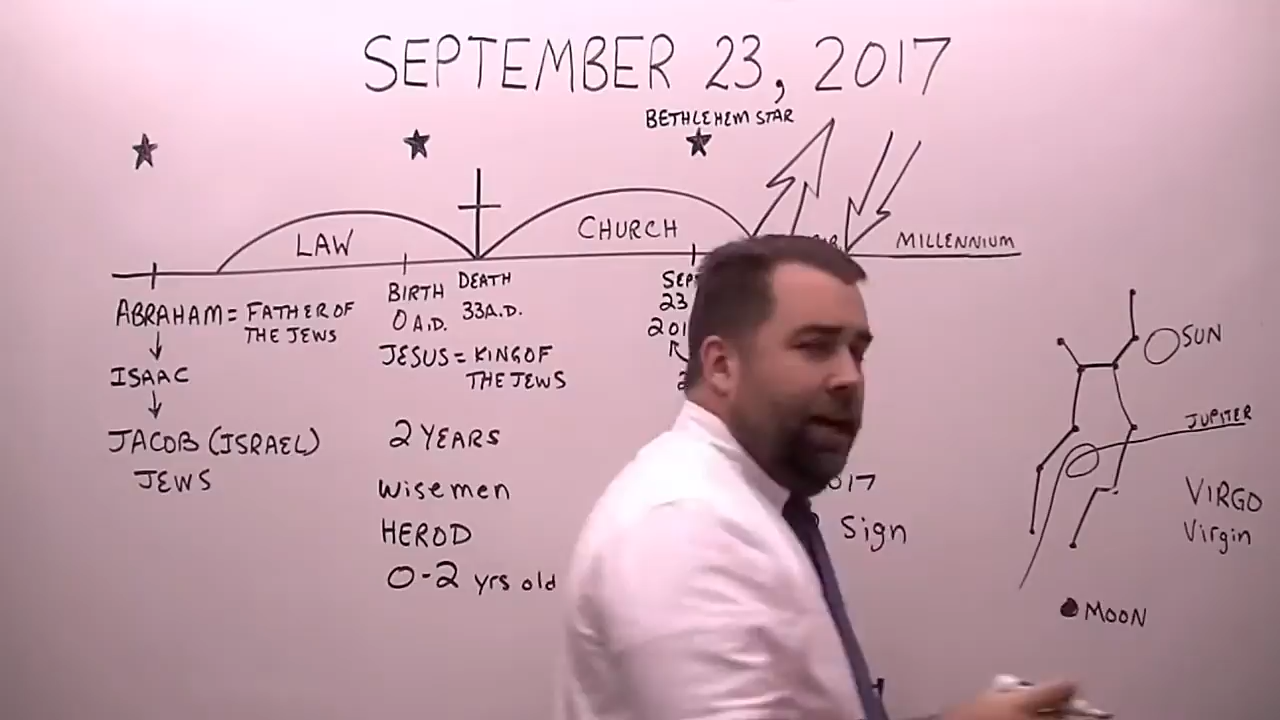 SEPTEMBER 23, 2017
BETHLEHEM STAR
LAW
CHURCH
MILLENNIUM
ABRAHAM = FATHER OF
THE JEWS
ISAAC
JACOB (ISRAEL)
JEWS
BIRTH
0 A.D.
DEATH
33 A.D.
JESUS = KING OF
THE JEWS
2 YEARS
Wisemen
HEROD
0-2 yrs old
23
Sign
SUN
JUPITER
VIRGO
Virgin
MOON